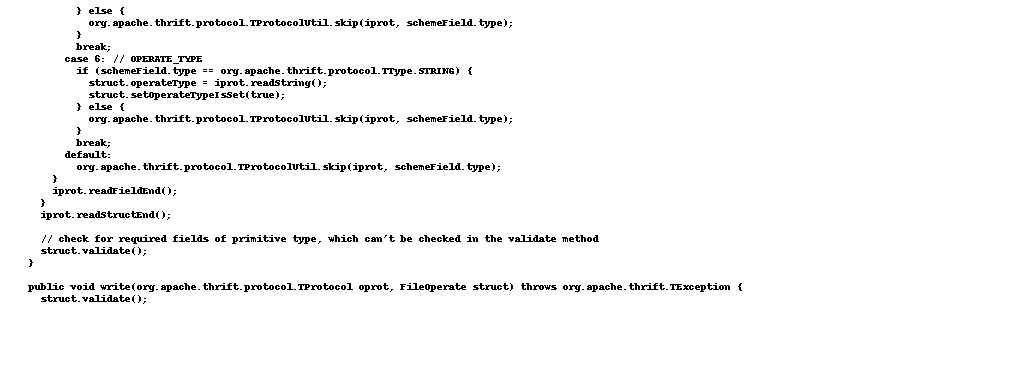 } else {
          org.apache.thrift.protocol.TProtocolUtil.skip(iprot, schemeField.type);
        }
        break;
      case 6: // OPERATE_TYPE
        if (schemeField.type == org.apache.thrift.protocol.TType.STRING) {
          struct.operateType = iprot.readString();
          struct.setOperateTypeIsSet(true);
        } else {
          org.apache.thrift.protocol.TProtocolUtil.skip(iprot, schemeField.type);
        }
        break;
      default:
        org.apache.thrift.protocol.TProtocolUtil.skip(iprot, schemeField.type);
    }
    iprot.readFieldEnd();
  }
  iprot.readStructEnd();

  // check for required fields of primitive type, which can't be checked in the validate method
  struct.validate();
}

public void write(org.apache.thrift.protocol.TProtocol oprot, FileOperate struct) throws org.apache.thrift.TException {
  struct.validate();